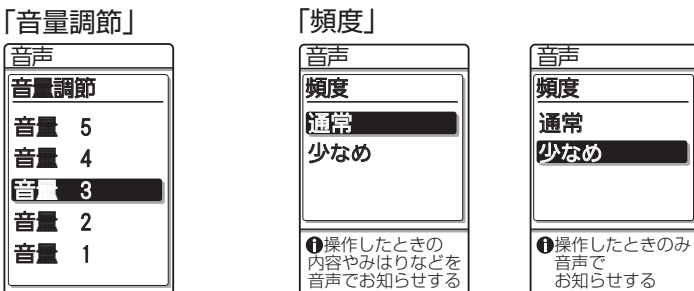 「音量調節」
音声
音量調節
音量 5
音量 4
音量 3
音量 2
音量 1
「頻度」
音声
頻度
通常
少なめ
❶操作したときの
内容やみはりなどを
音声でお知らせする
音声
頻度
通常
少なめ
❶操作したときのみ
音声で
お知らせする